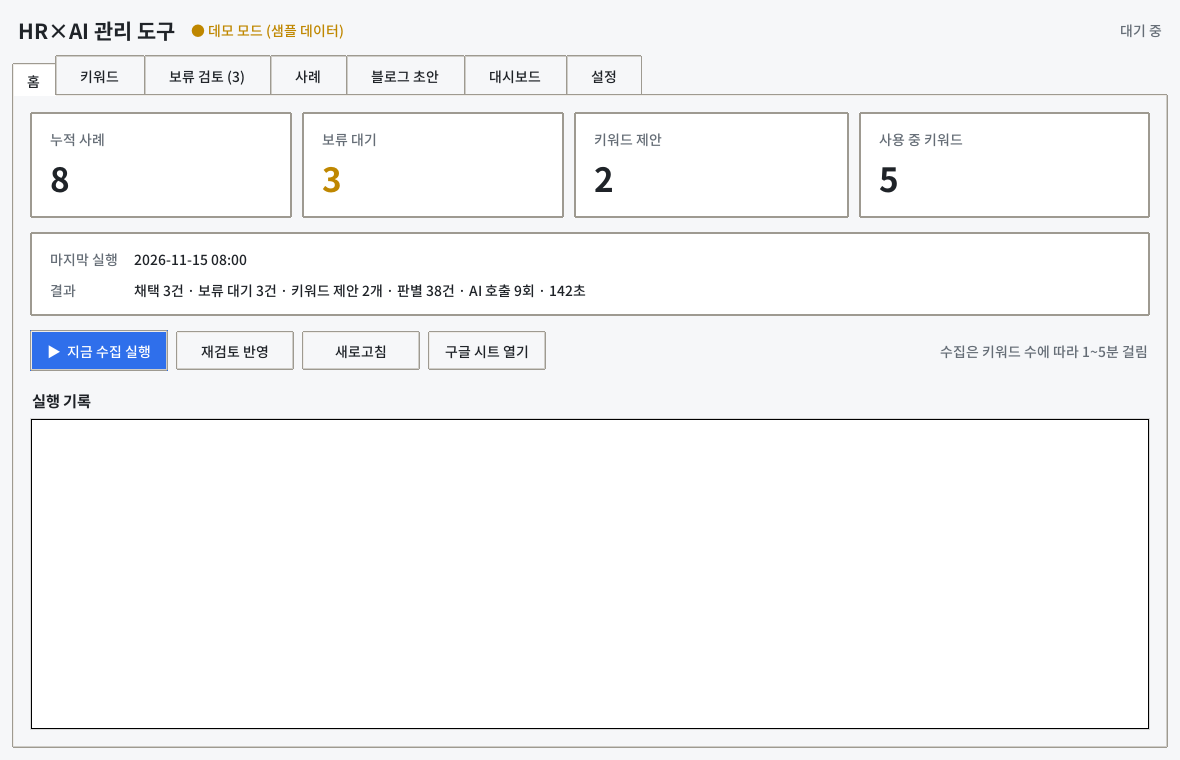 HR×AI 관리 도구 ● 데모 모드 (샘플 데이터) 대기 중
홈 키워드 보류 검토 (3) 사례 블로그 초안 대시보드 설정
누적 사례 보류 대기 키워드 제안 사용 중 키워드
8 3 2 5
마지막 실행 2026-11-15 08:00
결과 채택 3건 · 보류 대기 3건 · 키워드 제안 2개 · 판별 38건 · AI 호출 9회 · 142초
▶ 지금 수집 실행 재검토 반영 새로고침 구글 시트 열기 수집은 키워드 수에 따라 1~5분 걸림
실행 기록